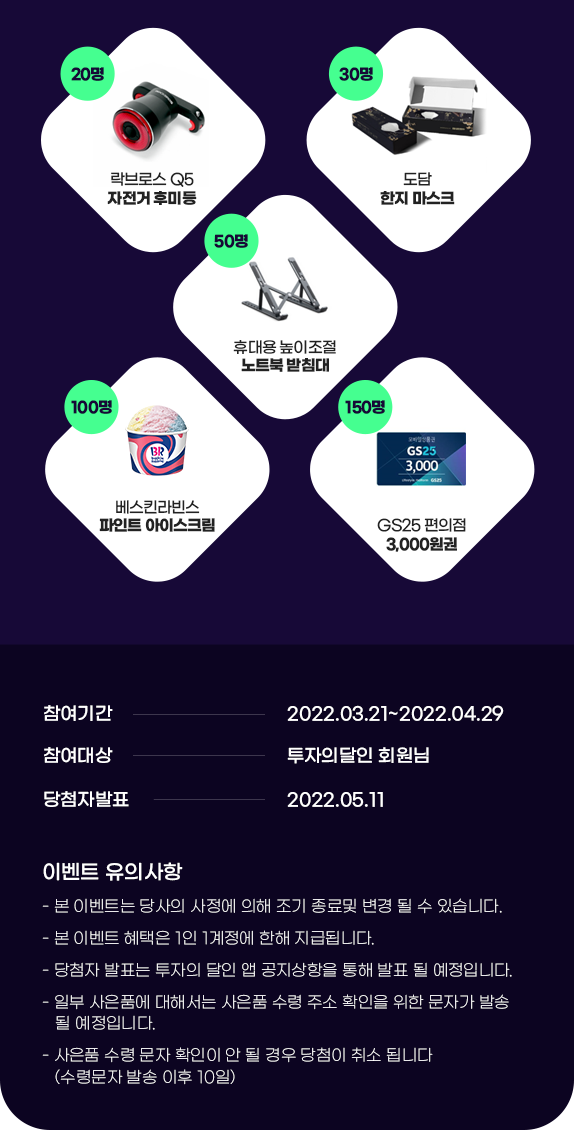 20명
락브로스 Q5
자전거 후미등
30명
도담
한지 마스크
50명
휴대용 높이조절
노트북 받침대
100명
BR
베스킨라빈스
파인트 아이스크림
150명
모바일상품권
GS25
3,000
GS25
GS25 편의점
3,000원권
참여기간 2022.03.21~2022.04.29
참여대상 투자의달인 회원님
당첨자발표 2022.05.11
이벤트 유의사항
- 본 이벤트는 당사의 사정에 의해 조기 종료및 변경 될 수 있습니다.
- 본 이벤트 혜택은 1인 1계정에 한해 지급됩니다.
- 당첨자 발표는 투자의 달인 앱 공지상항을 통해 발표 될 예정입니다.
- 일부 사은품에 대해서는 사은품 수령 주소 확인을 위한 문자가 발송
될 예정입니다.
- 사은품 수령 문자 확인이 안 될 경우 당첨이 취소 됩니다
(수령문자 발송 이후 10일)